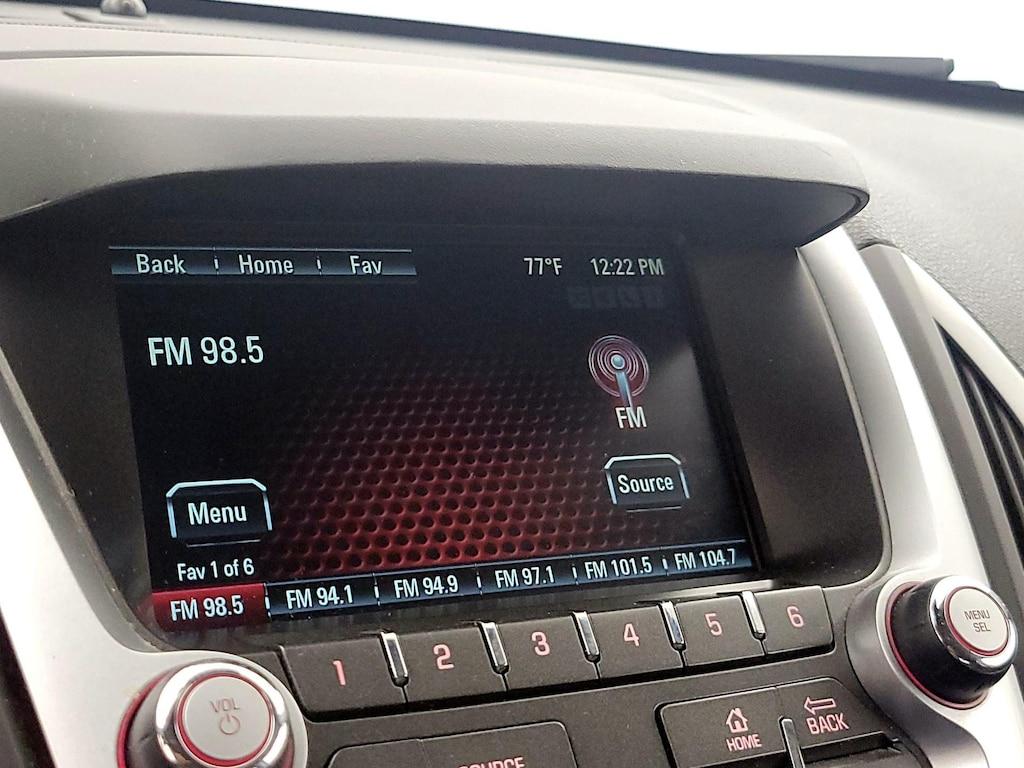 Back Home Fav 77°F 12:22 PM
FM 98.5
FM
Menu Source
Fav 1 of 6
FM 98.5 FM 94.1 FM 94.9 FM 97.1 FM 101.5 FM 104.7
1 2 3 4 5 6
MENU
SEL
VOL
HOME BACK
SOURCE